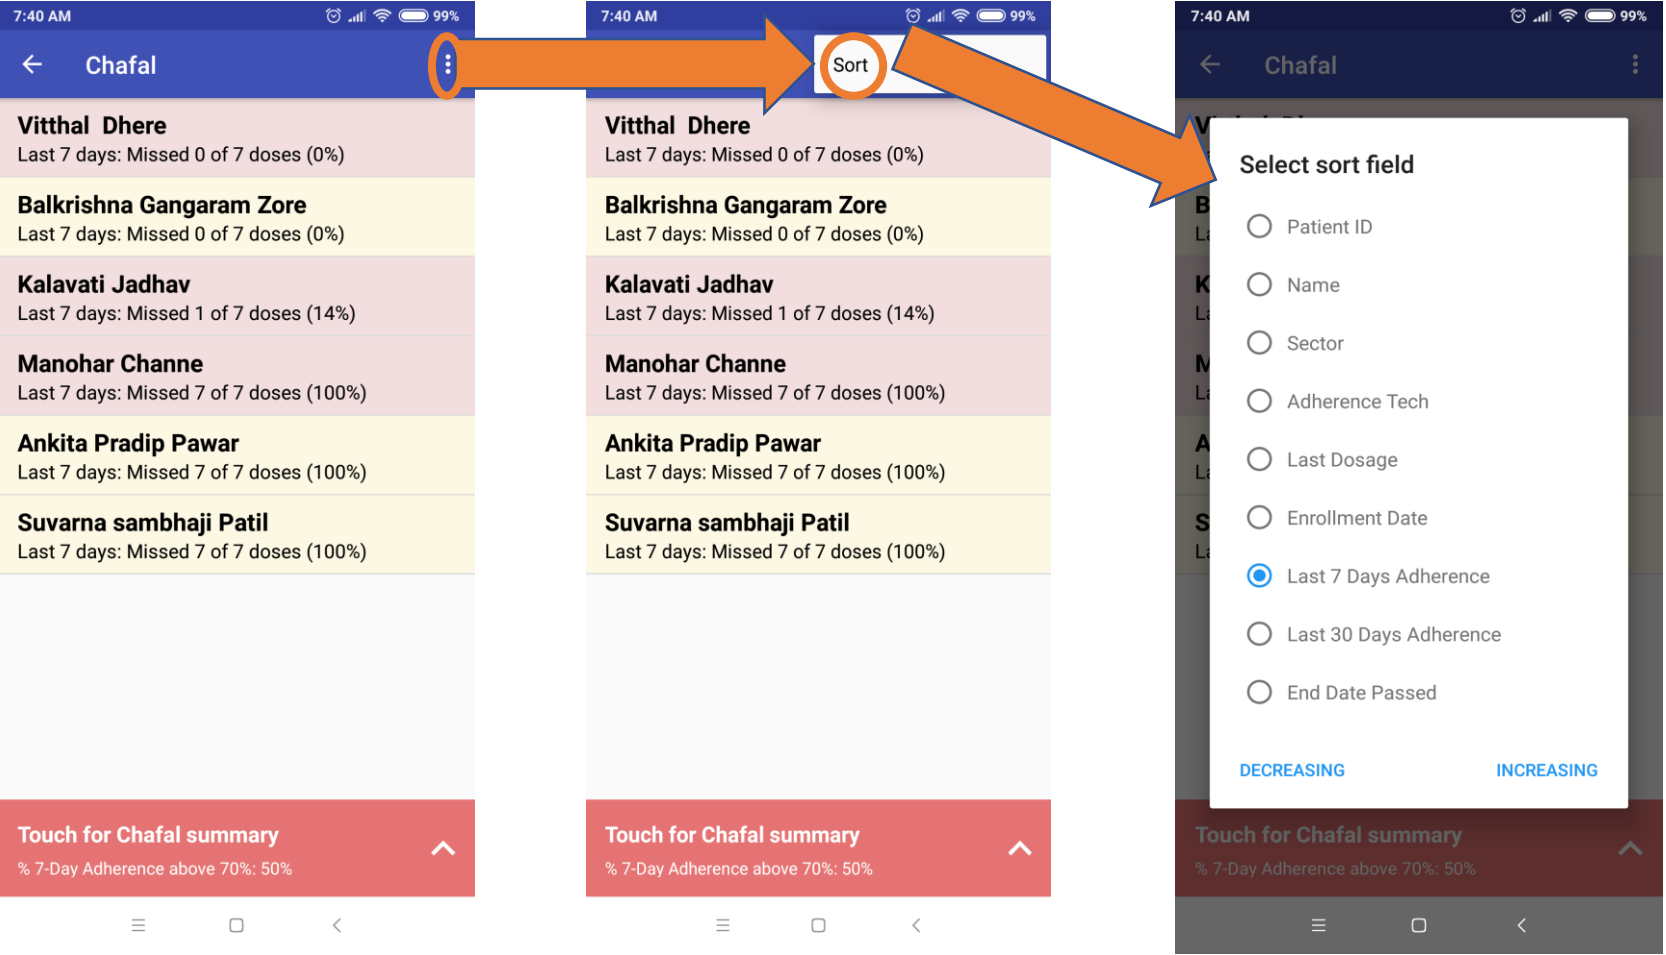 7:40 AM
99%
Chafal
Vitthal  Dhere
Last 7 days: Missed 0 of 7 doses (0%)
Balkrishna Gangaram Zore
Last 7 days: Missed 0 of 7 doses (0%)
Kalavati Jadhav
Last 7 days: Missed 1 of 7 doses (14%)
Manohar Channe
Last 7 days: Missed 7 of 7 doses (100%)
Ankita Pradip Pawar
Last 7 days: Missed 7 of 7 doses (100%)
Suvarna sambhaji Patil
Last 7 days: Missed 7 of 7 doses (100%)
Touch for Chafal summary
% 7-Day Adherence above 70%: 50%
7:40 AM
99%
Sort
Vitthal  Dhere
Last 7 days: Missed 0 of 7 doses (0%)
Balkrishna Gangaram Zore
Last 7 days: Missed 0 of 7 doses (0%)
Kalavati Jadhav
Last 7 days: Missed 1 of 7 doses (14%)
Manohar Channe
Last 7 days: Missed 7 of 7 doses (100%)
Ankita Pradip Pawar
Last 7 days: Missed 7 of 7 doses (100%)
Suvarna sambhaji Patil
Last 7 days: Missed 7 of 7 doses (100%)
Touch for Chafal summary
% 7-Day Adherence above 70%: 50%
7:40 AM
99%
Chafal
Select sort field
Patient ID
Name
Sector
Adherence Tech
Last Dosage
Enrollment Date
Last 7 Days Adherence
Last 30 Days Adherence
End Date Passed
DECREASING
INCREASING
Touch for Chafal summary
% 7-Day Adherence above 70%: 50%